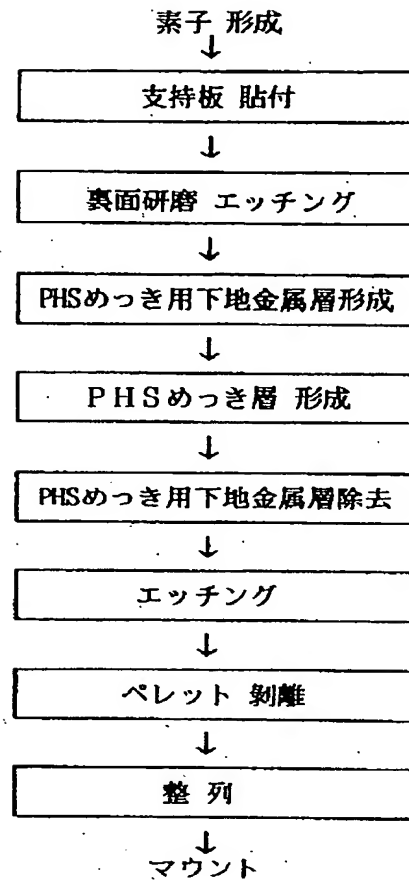 素子 形成
↓
支持板 貼付
↓
裏面研磨 エッチング
↓
PHSめっき用下地金属層形成
↓
PHSめっき層 形成
↓
PHSめっき用下地金属層除去
↓
エッチング
↓
ペレット 剝離
↓
整 列
↓
マウント